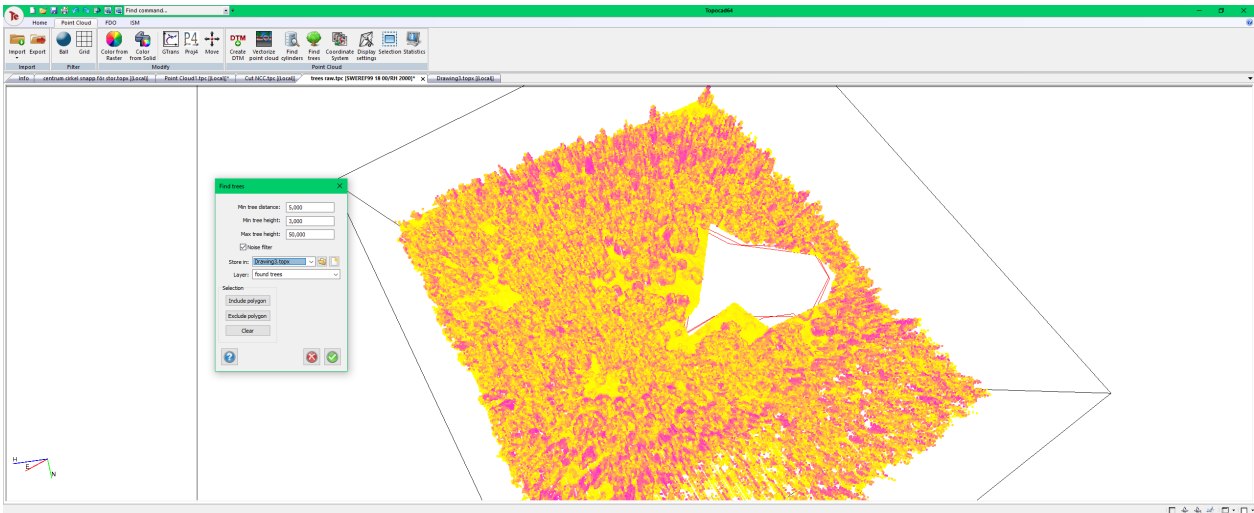 Te
Find command...
Topocad64
Home Point Cloud FDO ISM
Import Export Ball Grid Color from Raster Color from Solid GTrans Proj4 Move Create DTM Vectorize point cloud Find cylinders Find trees Coordinate System Display settings Selection Statistics
Import Filter Modify Point Cloud
Info centrum cirkel snapp för stor.topx [(Local)] Point Cloud1.tpc [(Local)]* Cut NCC.tpc [(Local)] trees raw.tpc [SWEREF99 18 00/RH 2000]* x Drawing3.topx [(Local)]
Find trees
Min tree distance: 5,000
Min tree height: 3,000
Max tree height: 50,000
Noise filter
Store in: Drawing3.topx
Layer: found trees
Selection
Include polygon
Exclude polygon
Clear
H
E
N